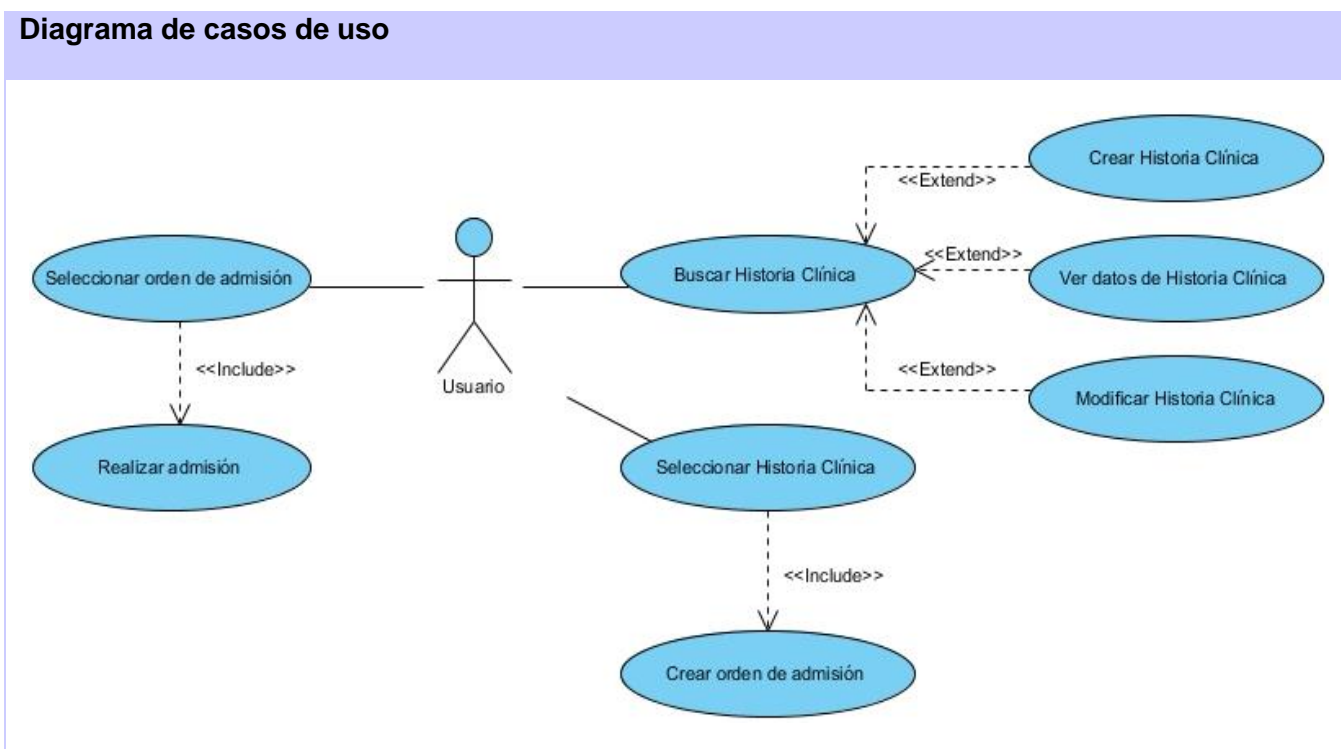 Diagrama de casos de uso
Crear Historia Clínica
<<Extend>>
Seleccionar orden de admisión
Buscar Historia Clínica
<<Extend>>
Ver datos de Historia Clínica
<<Include>>
Usuario
<<Extend>>
Modificar Historia Clínica
Realizar admisión
Seleccionar Historia Clínica
<<Include>>
Crear orden de admisión